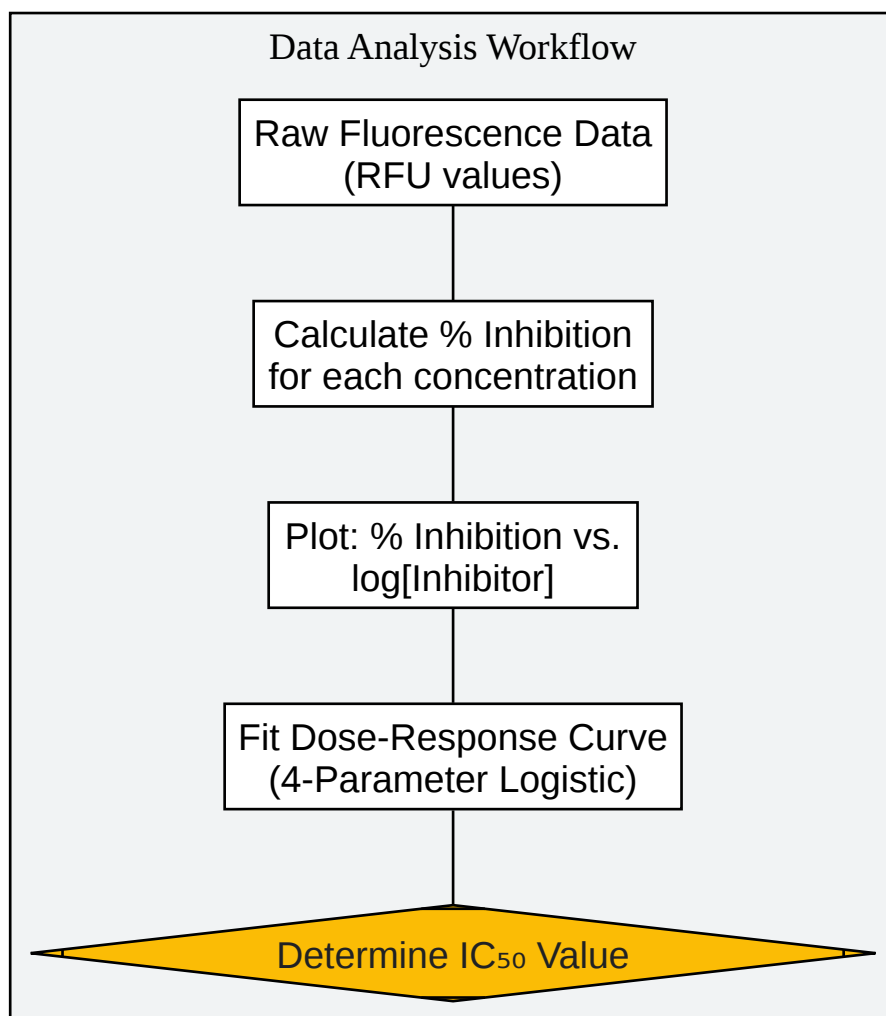 Data Analysis Workflow
Raw Fluorescence Data
(RFU values)
Calculate % Inhibition
for each concentration
Plot: % Inhibition vs.
log[Inhibitor]
Fit Dose-Response Curve
(4-Parameter Logistic)
Determine IC₅₀ Value